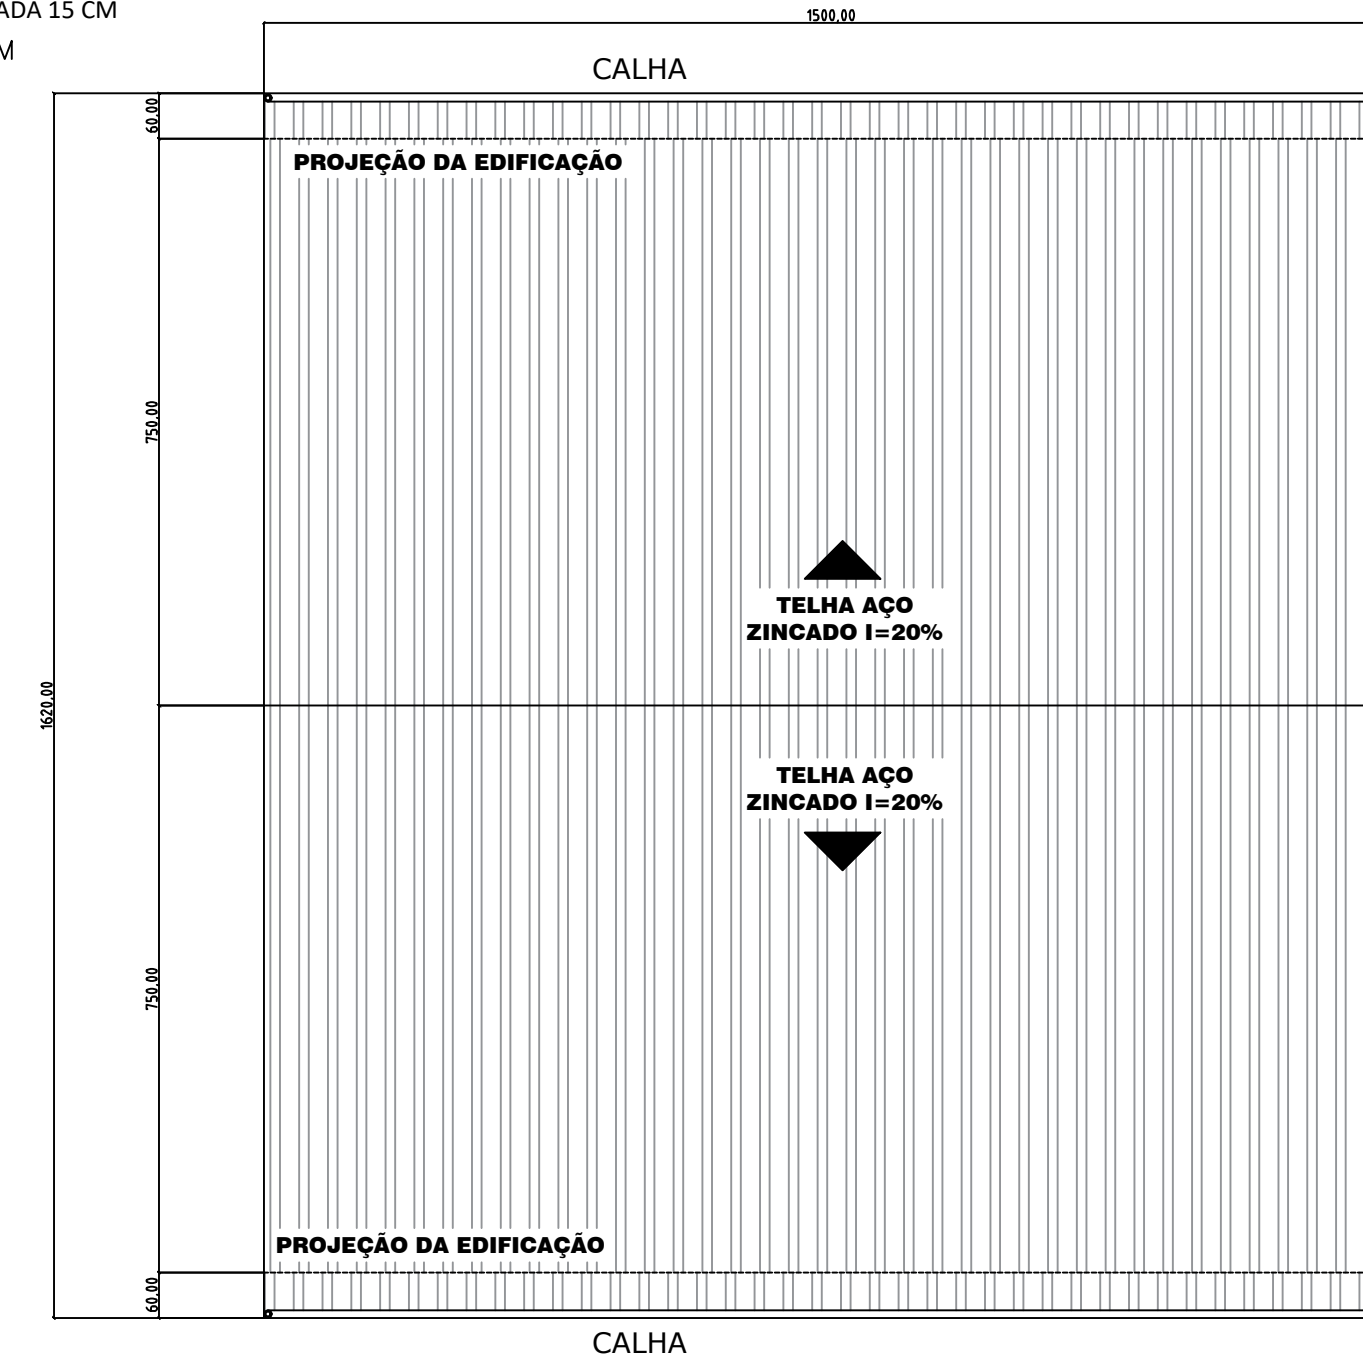 ADA 15 CM
1500,00
M
CALHA
60.00
PROJEÇÃO DA EDIFICAÇÃO
750.00
TELHA AÇO
ZINCADO I=20%
1620.00
TELHA AÇO
ZINCADO I=20%
750.00
PROJEÇÃO DA EDIFICAÇÃO
60.00
CALHA